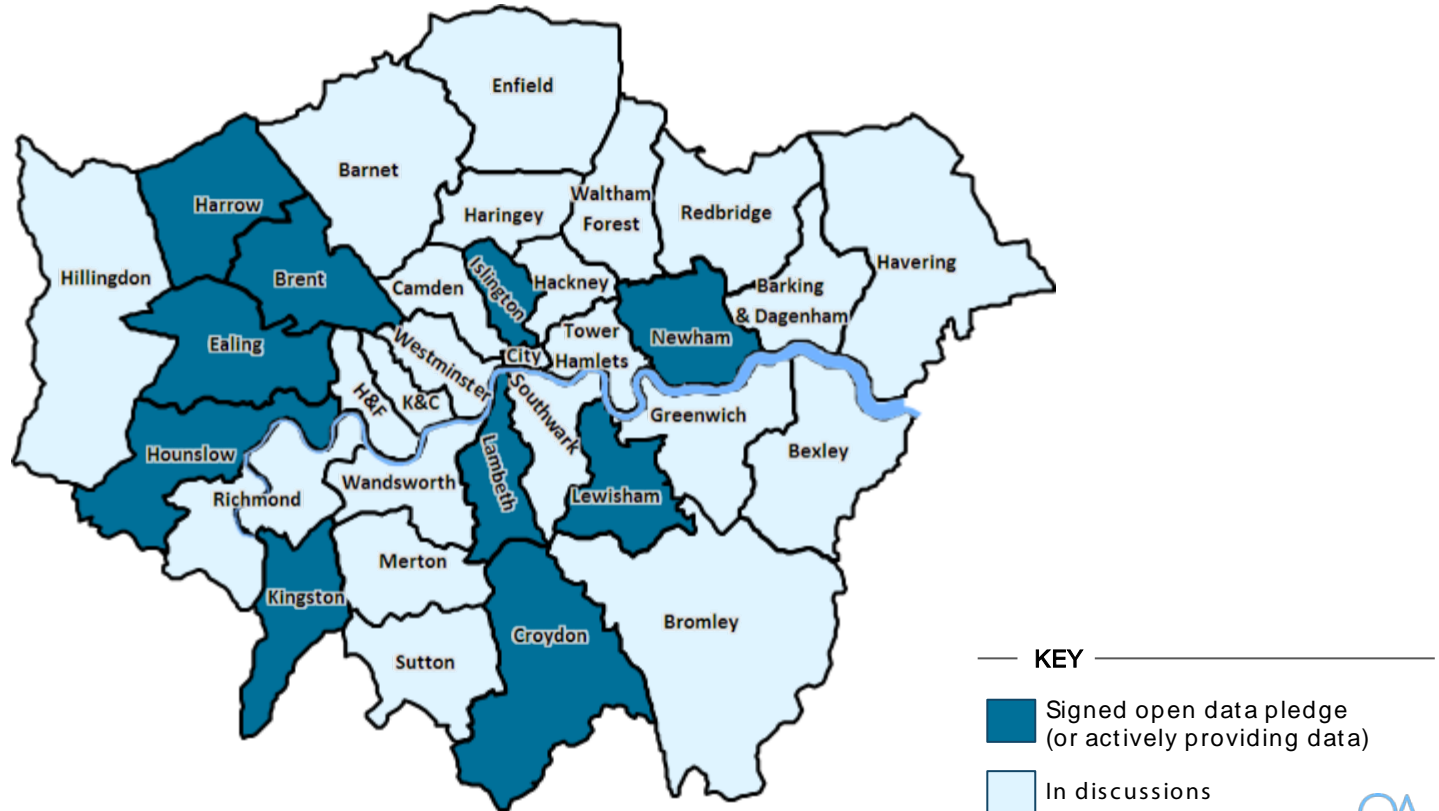 Enfield
Barnet
Harrow
Haringey
Waltham
Forest
Redbridge
Havering
Hillingdon
Brent
Camden
Islington
Hackney
Barking
& Dagenham
Ealing
Westminster
City
Tower
Hamlets
Newham
H&F
K&C
Southwark
Greenwich
Hounslow
Bexley
Richmond
Wandsworth
Lambeth
Lewisham
Merton
Kingston
Croydon
Bromley
Sutton
KEY
Signed open data pledge
(or actively providing data)
In discussions